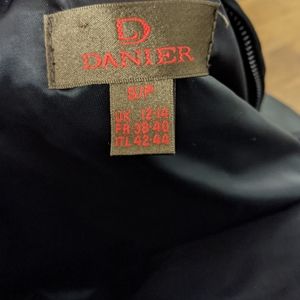 D
DANIER
S/P
UK 12-14
FR 38-40
ITL 42-44